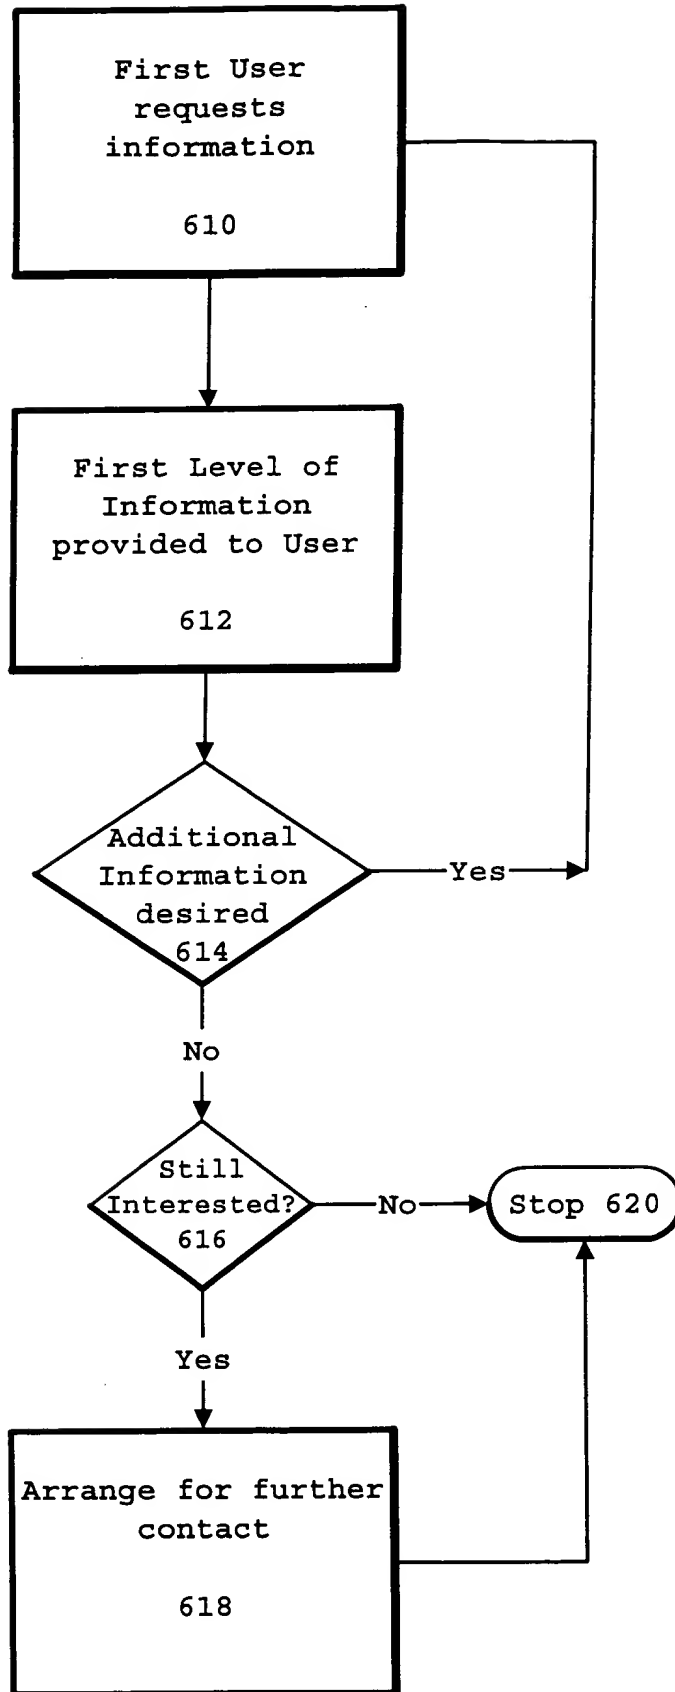 First User
requests
information
610
First Level of
Information
provided to User
612
Additional
Information
desired
614
Yes
No
Still
Interested?
616
No
Stop 620
Yes
Arrange for further
contact
618